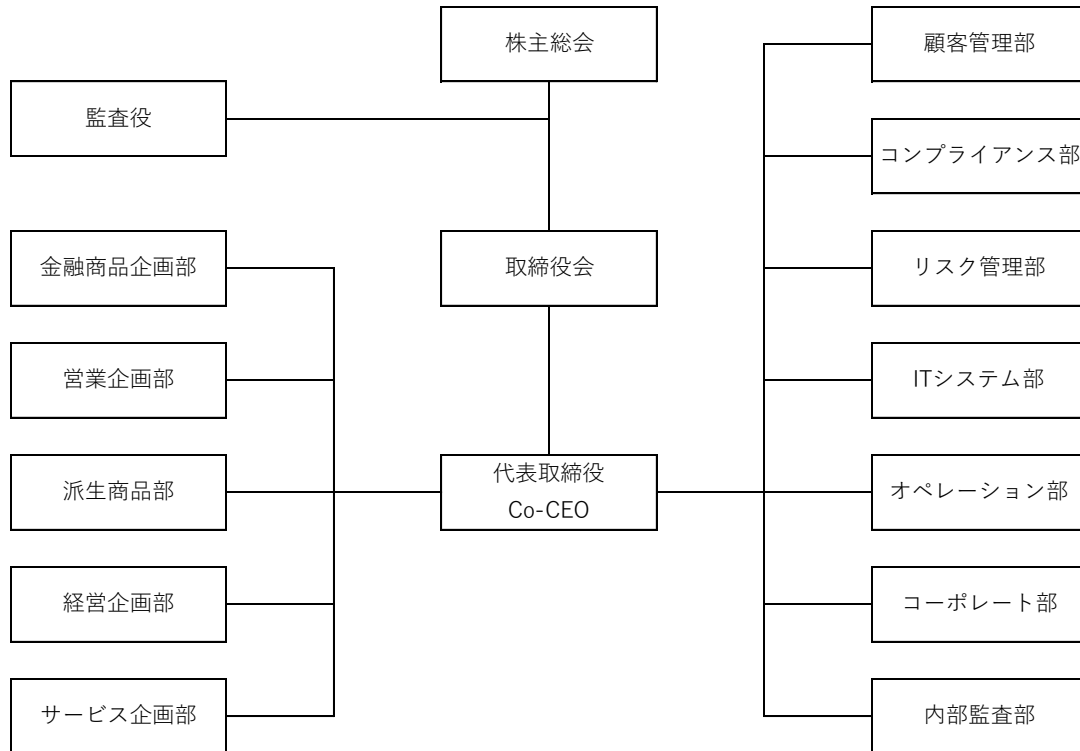 株主総会
監査役
取締役会
代表取締役
Co-CEO
金融商品企画部
営業企画部
派生商品部
経営企画部
サービス企画部
顧客管理部
コンプライアンス部
リスク管理部
ITシステム部
オペレーション部
コーポレート部
内部監査部